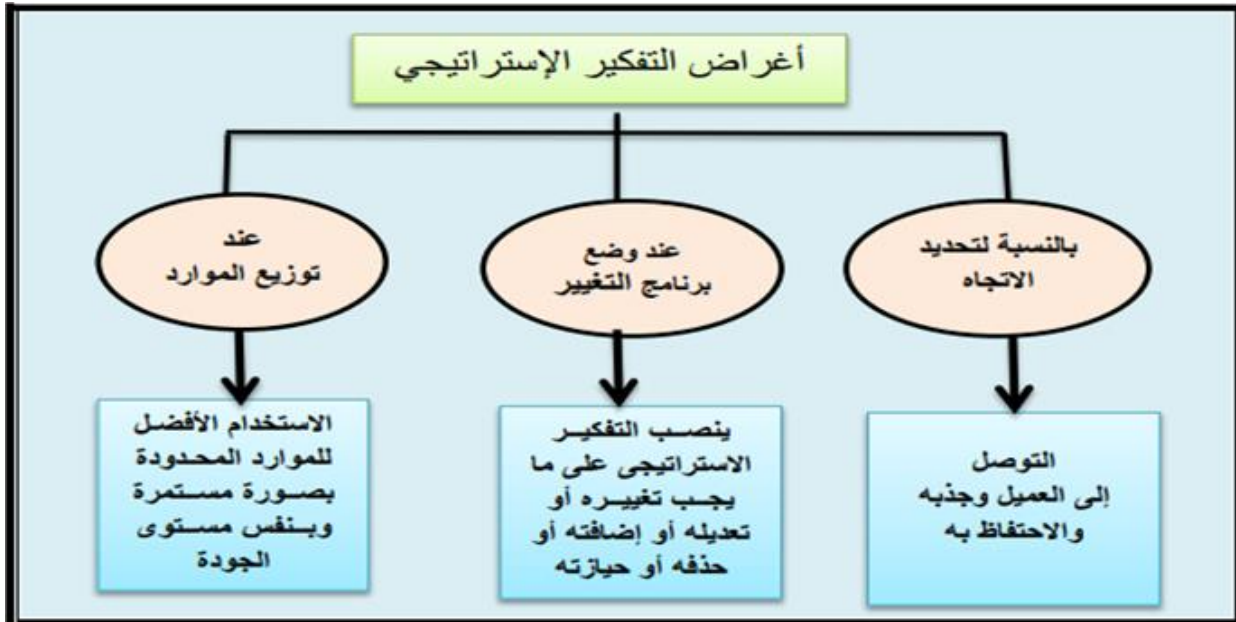 أغراض التفكير الإستراتيجي
بالنسبة لتحديد
الاتجاه
التوصل
إلى العميل وجذبه
والاحتفاظ به
عند وضع
برنامج التغيير
ينصب التفكير
الاستراتيجى على ما
يجب تغييره أو
تعديله أو إضافته أو
حذفه أو حيازته
عند
توزيع الموارد
الاستخدام الأفضل
للموارد المحدودة
بصورة مستمرة
وبنفس مستوى
الجودة